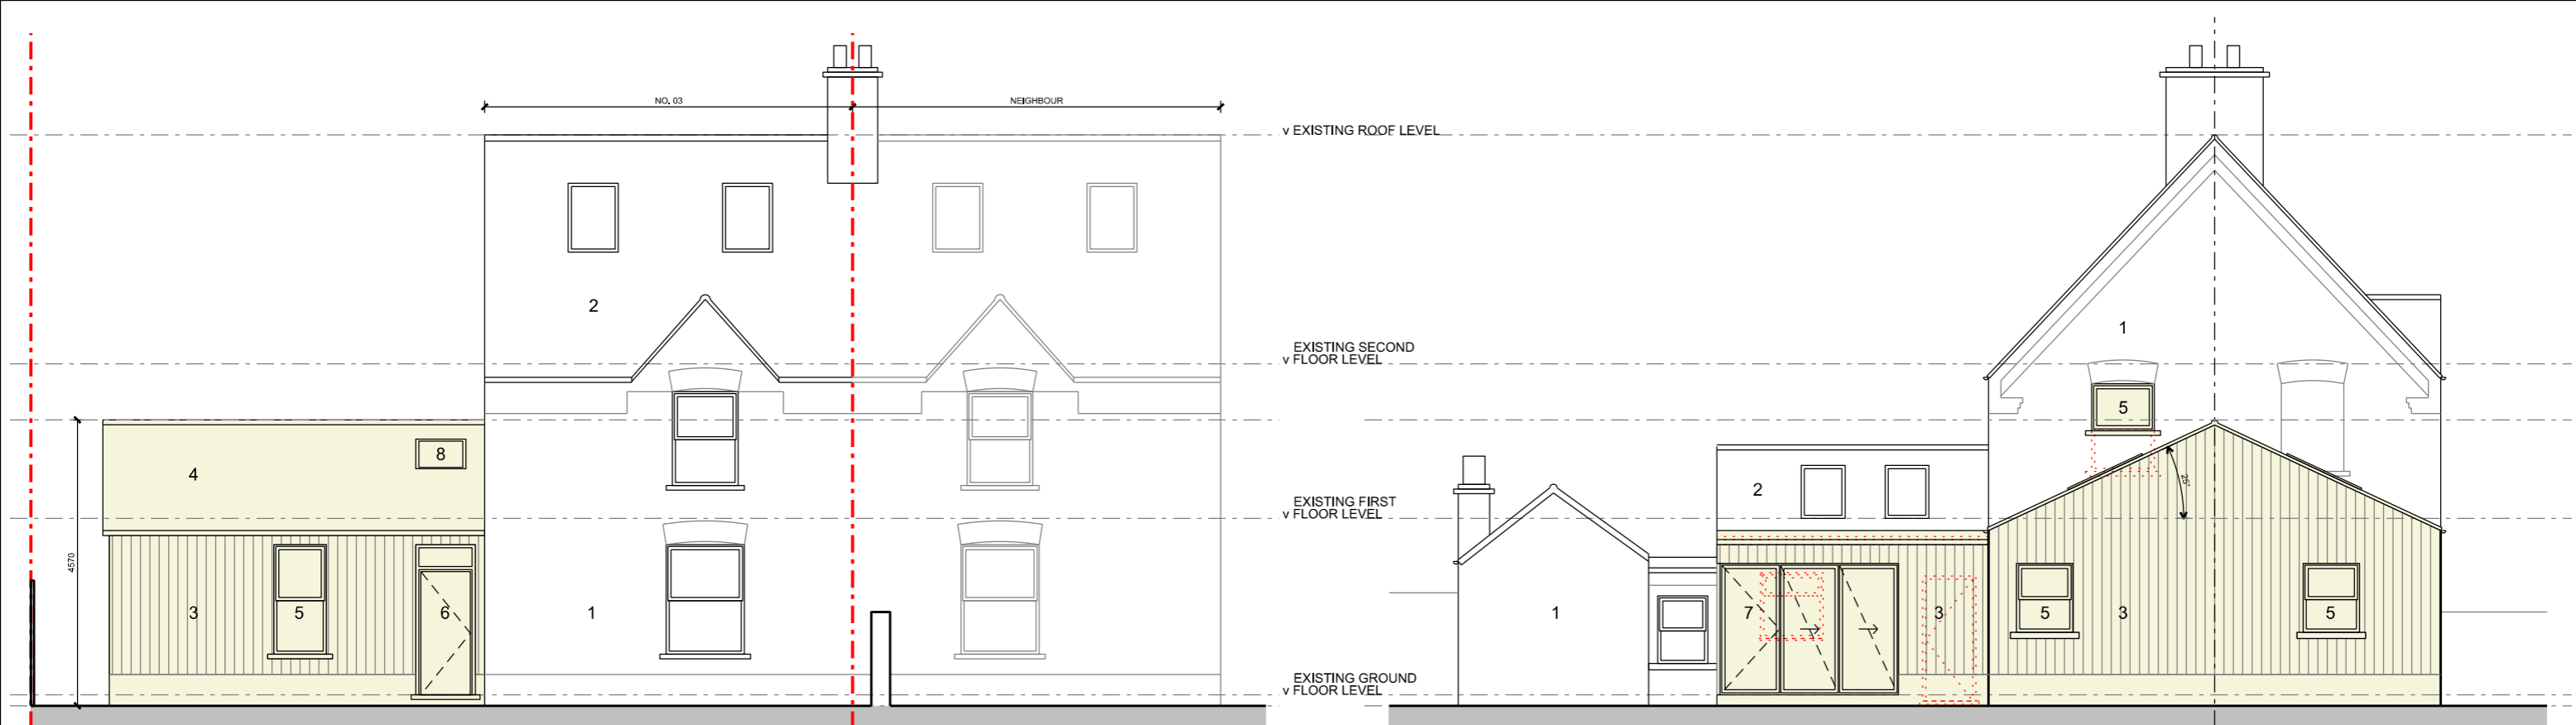 NO. 03
NEIGHBOUR
v EXISTING ROOF LEVEL
2
1
EXISTING SECOND
v FLOOR LEVEL
5
8
4
25°
2
EXISTING FIRST
v FLOOR LEVEL
4570
3
5
6
1
1
7
3
5
3
5
EXISTING GROUND
v FLOOR LEVEL